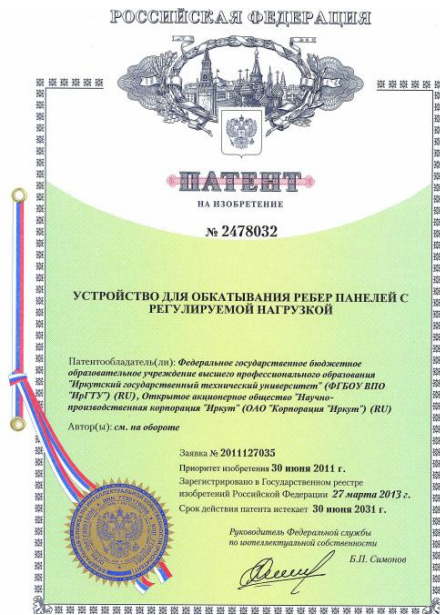 РОССИЙСКАЯ ФЕДЕРАЦИЯ
ПАТЕНТ
НА ИЗОБРЕТЕНИЕ
№ 2478032
УСТРОЙСТВО ДЛЯ ОБКАТЫВАНИЯ РЕБЕР ПАНЕЛЕЙ С
РЕГУЛИРУЕМОЙ НАГРУЗКОЙ
Патентообладатель(ли): Федеральное государственное бюджетное
образовательное учреждение высшего профессионального образования
"Иркутский государственный технический университет" (ФГБОУ ВПО
"ИрГТУ") (RU), Открытое акционерное общество "Научно-
производственная корпорация "Иркут" (ОАО "Корпорация "Иркут") (RU)
Автор(ы): см. на обороте
Заявка № 2011127035
Приоритет изобретения 30 июня 2011 г.
Зарегистрировано в Государственном реестре
изобретений Российской Федерации 27 марта 2013 г.
Срок действия патента истекает 30 июня 2031 г.
Руководитель Федеральной службы
по интеллектуальной собственности
Б.П. Симонов